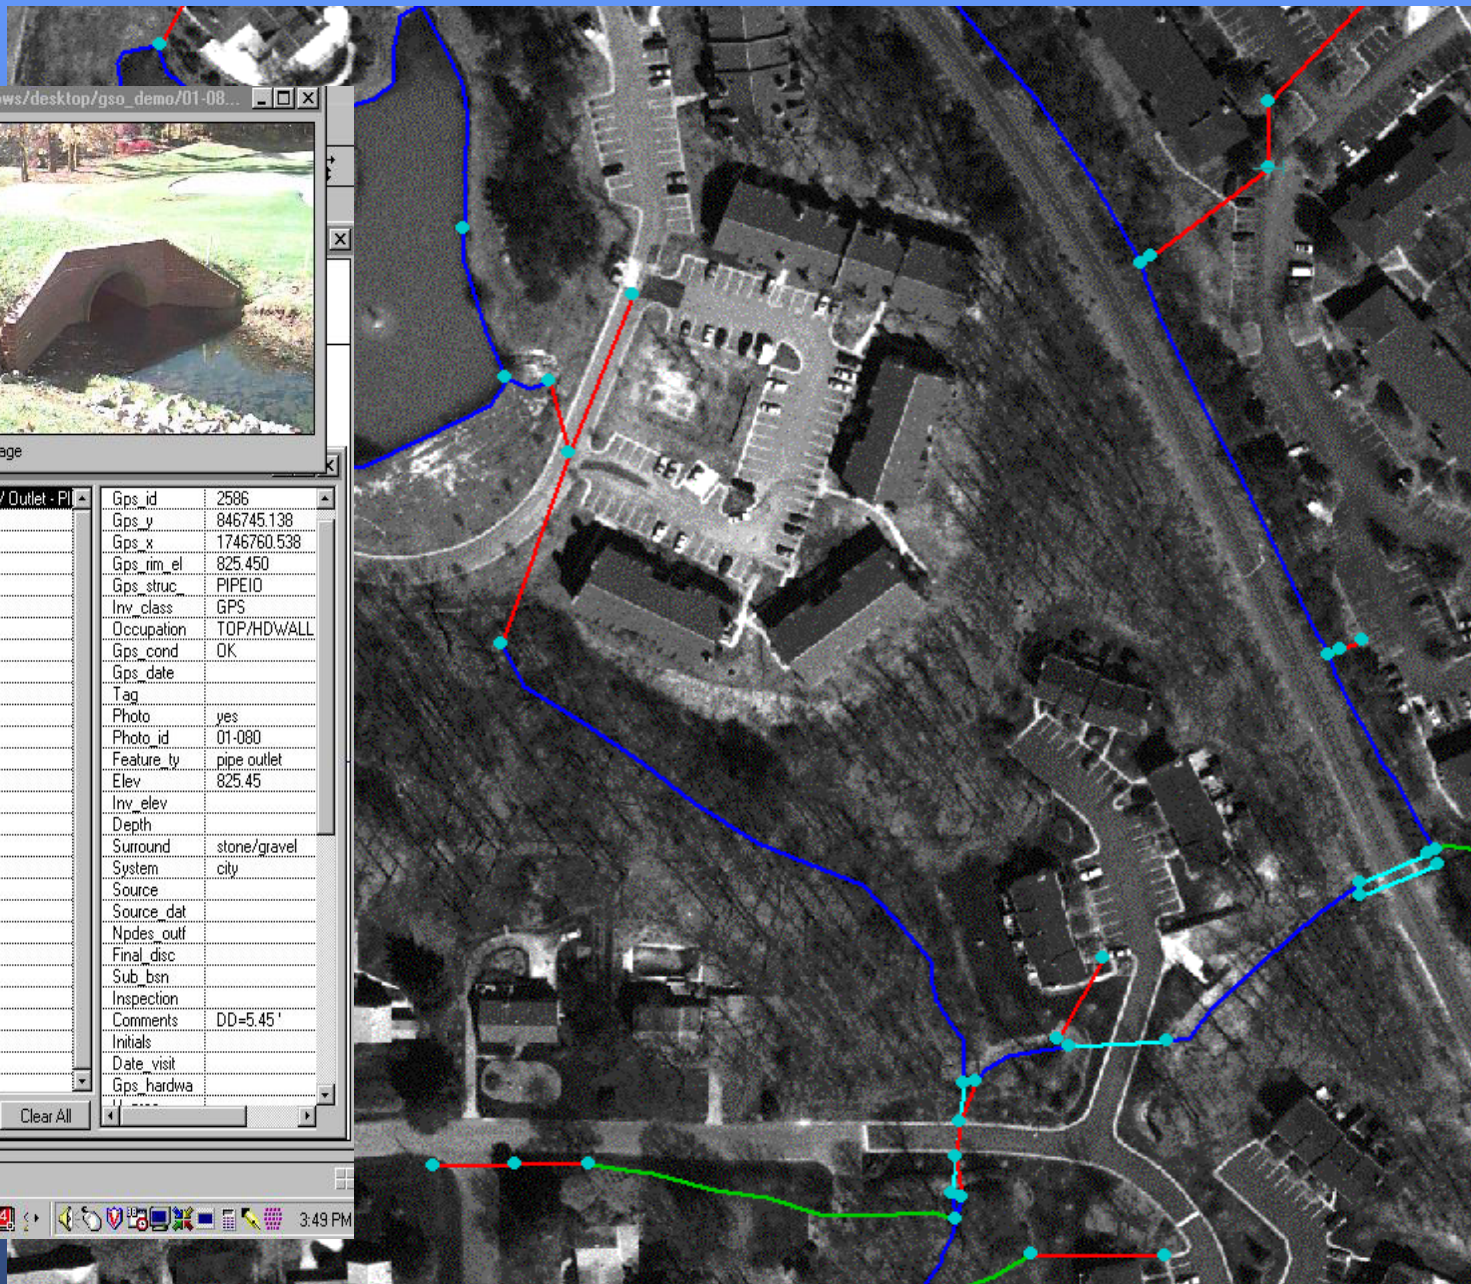 ws/desktop/gso_demo/01-08...
age
/ Outlet - Pl
Gps_id 2586
Gps_y 846745.138
Gps_x 1746760.538
Gps_rim_el 825.450
Gps_struc_ PIPEIO
Inv_class GPS
Occupation TOP/HDWALL
Gps_cond OK
Gps_date
Tag
Photo yes
Photo_id 01-080
Feature_ty pipe outlet
Elev 825.45
Inv_elev
Depth
Surround stone/gravel
System city
Source
Source_dat
Npdes_outf
Final_disc
Sub_bsn
Inspection
Comments DD=5.45 '
Initials
Date_visit
Gps_hardwa
Clear All
3:49 PM